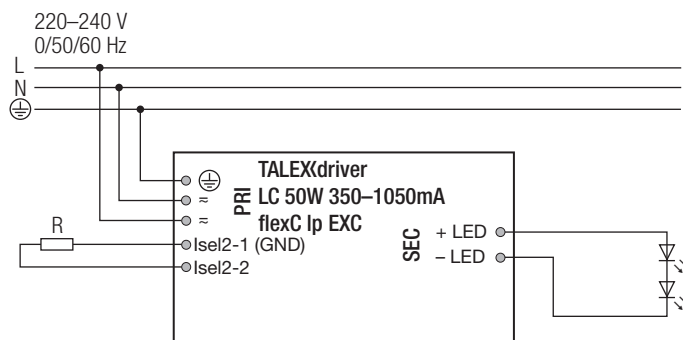 220–240 V
0/50/60 Hz
L
N
TALEXXdriver
LC 50W 350–1050mA
flexC lp EXC
PRI
≂
≂
R
Isel2-1 (GND)
Isel2-2
SEC
+ LED
– LED